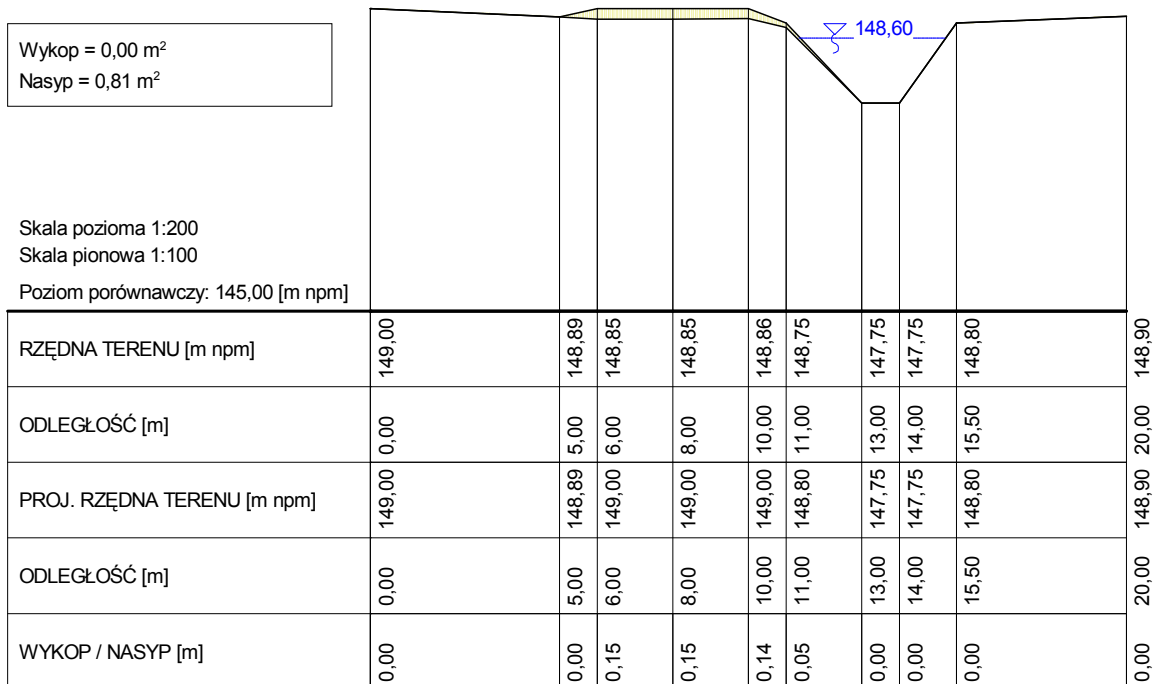 Wykop = 0,00 m²
Nasyp = 0,81 m²
148,60
Skala pozioma 1:200
Skala pionowa 1:100
Poziom porównawczy: 145,00 [m npm]
RZĘDNA TERENU [m npm] 149,00 148,89 148,85 148,85 148,86 148,75 147,75 147,75 148,80 148,90
ODLEGŁOŚĆ [m] 0,00 5,00 6,00 8,00 10,00 11,00 13,00 14,00 15,50 20,00
PROJ. RZĘDNA TERENU [m npm] 149,00 148,89 149,00 149,00 149,00 148,80 147,75 147,75 148,80 148,90
ODLEGŁOŚĆ [m] 0,00 5,00 6,00 8,00 10,00 11,00 13,00 14,00 15,50 20,00
WYKOP / NASYP [m] 0,00 0,00 0,15 0,15 0,14 0,05 0,00 0,00 0,00 0,00